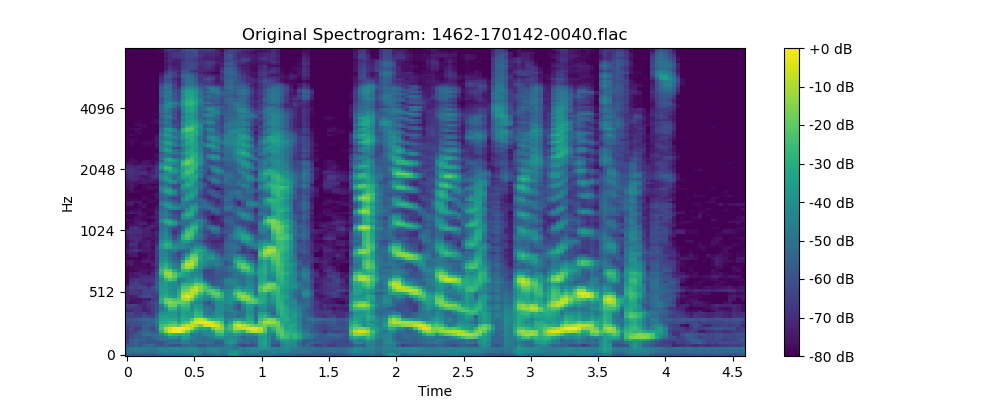 Original Spectrogram: 1462-170142-0040.flac
Hz
4096
2048
1024
512
0
0 0.5 1 1.5 2 2.5 3 3.5 4 4.5
Time
+0 dB
-10 dB
-20 dB
-30 dB
-40 dB
-50 dB
-60 dB
-70 dB
-80 dB